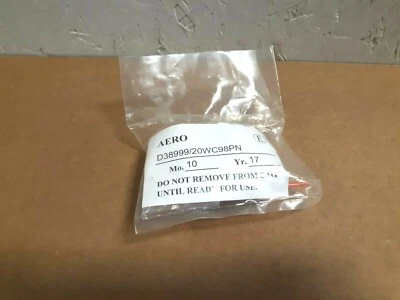 AERO E
D38999/20WC98PN
Mo. 10 Yr. 17
DO NOT REMOVE FROM
UNTIL READY FOR USE.